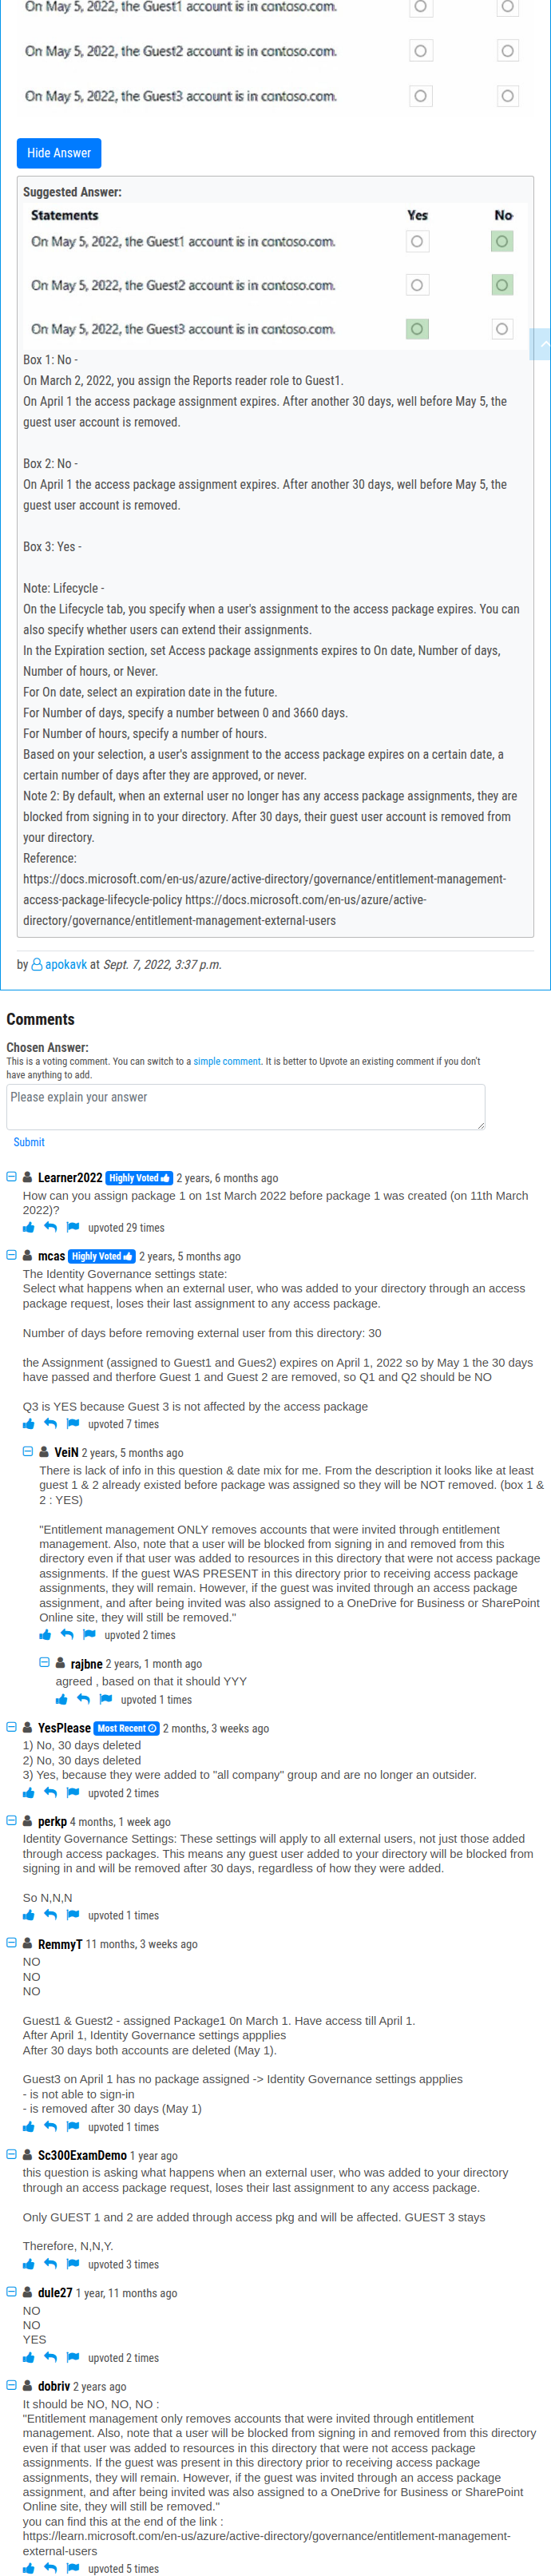 On May 5, 2022, the Guest1 account is in contoso.com.
On May 5, 2022, the Guest2 account is in contoso.com.
On May 5, 2022, the Guest3 account is in contoso.com.
Hide Answer
Suggested Answer:
Statements Yes No
On May 5, 2022, the Guest1 account is in contoso.com.
On May 5, 2022, the Guest2 account is in contoso.com.
On May 5, 2022, the Guest3 account is in contoso.com.
Box 1: No -
On March 2, 2022, you assign the Reports reader role to Guest1.
On April 1 the access package assignment expires. After another 30 days, well before May 5, the
guest user account is removed.
Box 2: No -
On April 1 the access package assignment expires. After another 30 days, well before May 5, the
guest user account is removed.
Box 3: Yes -
Note: Lifecycle -
On the Lifecycle tab, you specify when a user's assignment to the access package expires. You can
also specify whether users can extend their assignments.
In the Expiration section, set Access package assignments expires to On date, Number of days,
Number of hours, or Never.
For On date, select an expiration date in the future.
For Number of days, specify a number between 0 and 3660 days.
For Number of hours, specify a number of hours.
Based on your selection, a user's assignment to the access package expires on a certain date, a
certain number of days after they are approved, or never.
Note 2: By default, when an external user no longer has any access package assignments, they are
blocked from signing in to your directory. After 30 days, their guest user account is removed from
your directory.
Reference:
https://docs.microsoft.com/en-us/azure/active-directory/governance/entitlement-management-
access-package-lifecycle-policy https://docs.microsoft.com/en-us/azure/active-
directory/governance/entitlement-management-external-users
by apokavk at Sept. 7, 2022, 3:37 p.m.
Comments
Chosen Answer:
This is a voting comment. You can switch to a simple comment. It is better to Upvote an existing comment if you don't
have anything to add.
Please explain your answer
Submit
Learner2022 Highly Voted 2 years, 6 months ago
How can you assign package 1 on 1st March 2022 before package 1 was created (on 11th March
2022)?
upvoted 29 times
mcas Highly Voted 2 years, 5 months ago
The Identity Governance settings state:
Select what happens when an external user, who was added to your directory through an access
package request, loses their last assignment to any access package.
Number of days before removing external user from this directory: 30
the Assignment (assigned to Guest1 and Gues2) expires on April 1, 2022 so by May 1 the 30 days
have passed and therfore Guest 1 and Guest 2 are removed, so Q1 and Q2 should be NO
Q3 is YES because Guest 3 is not affected by the access package
upvoted 7 times
VeiN 2 years, 5 months ago
There is lack of info in this question & date mix for me. From the description it looks like at least
guest 1 & 2 already existed before package was assigned so they will be NOT removed. (box 1 &
2 : YES)
"Entitlement management ONLY removes accounts that were invited through entitlement
management. Also, note that a user will be blocked from signing in and removed from this
directory even if that user was added to resources in this directory that were not access package
assignments. If the guest WAS PRESENT in this directory prior to receiving access package
assignments, they will remain. However, if the guest was invited through an access package
assignment, and after being invited was also assigned to a OneDrive for Business or SharePoint
Online site, they will still be removed."
upvoted 2 times
rajbne 2 years, 1 month ago
agreed , based on that it should YYY
upvoted 1 times
YesPlease Most Recent 2 months, 3 weeks ago
1) No, 30 days deleted
2) No, 30 days deleted
3) Yes, because they were added to "all company" group and are no longer an outsider.
upvoted 2 times
perkp 4 months, 1 week ago
Identity Governance Settings: These settings will apply to all external users, not just those added
through access packages. This means any guest user added to your directory will be blocked from
signing in and will be removed after 30 days, regardless of how they were added.
So N,N,N
upvoted 1 times
RemmyT 11 months, 3 weeks ago
NO
NO
NO
Guest1 & Guest2 - assigned Package1 0n March 1. Have access till April 1.
After April 1, Identity Governance settings appplies
After 30 days both accounts are deleted (May 1).
Guest3 on April 1 has no package assigned -> Identity Governance settings appplies
- is not able to sign-in
- is removed after 30 days (May 1)
upvoted 1 times
Sc300ExamDemo 1 year ago
this question is asking what happens when an external user, who was added to your directory
through an access package request, loses their last assignment to any access package.
Only GUEST 1 and 2 are added through access pkg and will be affected. GUEST 3 stays
Therefore, N,N,Y.
upvoted 3 times
dule27 1 year, 11 months ago
NO
NO
YES
upvoted 2 times
dobriv 2 years ago
It should be NO, NO, NO :
"Entitlement management only removes accounts that were invited through entitlement
management. Also, note that a user will be blocked from signing in and removed from this directory
even if that user was added to resources in this directory that were not access package
assignments. If the guest was present in this directory prior to receiving access package
assignments, they will remain. However, if the guest was invited through an access package
assignment, and after being invited was also assigned to a OneDrive for Business or SharePoint
Online site, they will still be removed."
you can find this at the end of the link :
https://learn.microsoft.com/en-us/azure/active-directory/governance/entitlement-management-
external-users
upvoted 5 times